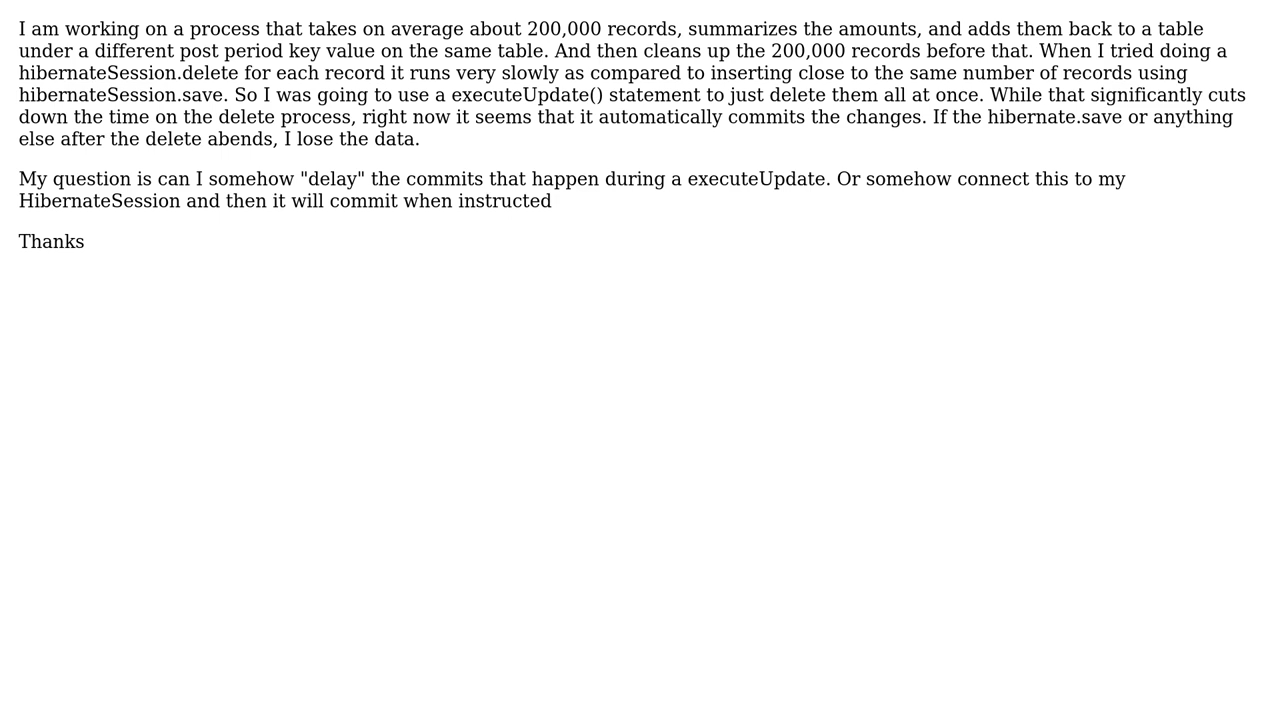 I am working on a process that takes on average about 200,000 records, summarizes the amounts, and adds them back to a table
under a different post period key value on the same table. And then cleans up the 200,000 records before that. When I tried doing a
hibernateSession.delete for each record it runs very slowly as compared to inserting close to the same number of records using
hibernateSession.save. So I was going to use a executeUpdate() statement to just delete them all at once. While that significantly cuts
down the time on the delete process, right now it seems that it automatically commits the changes. If the hibernate.save or anything
else after the delete abends, I lose the data.
My question is can I somehow "delay" the commits that happen during a executeUpdate. Or somehow connect this to my
HibernateSession and then it will commit when instructed
Thanks